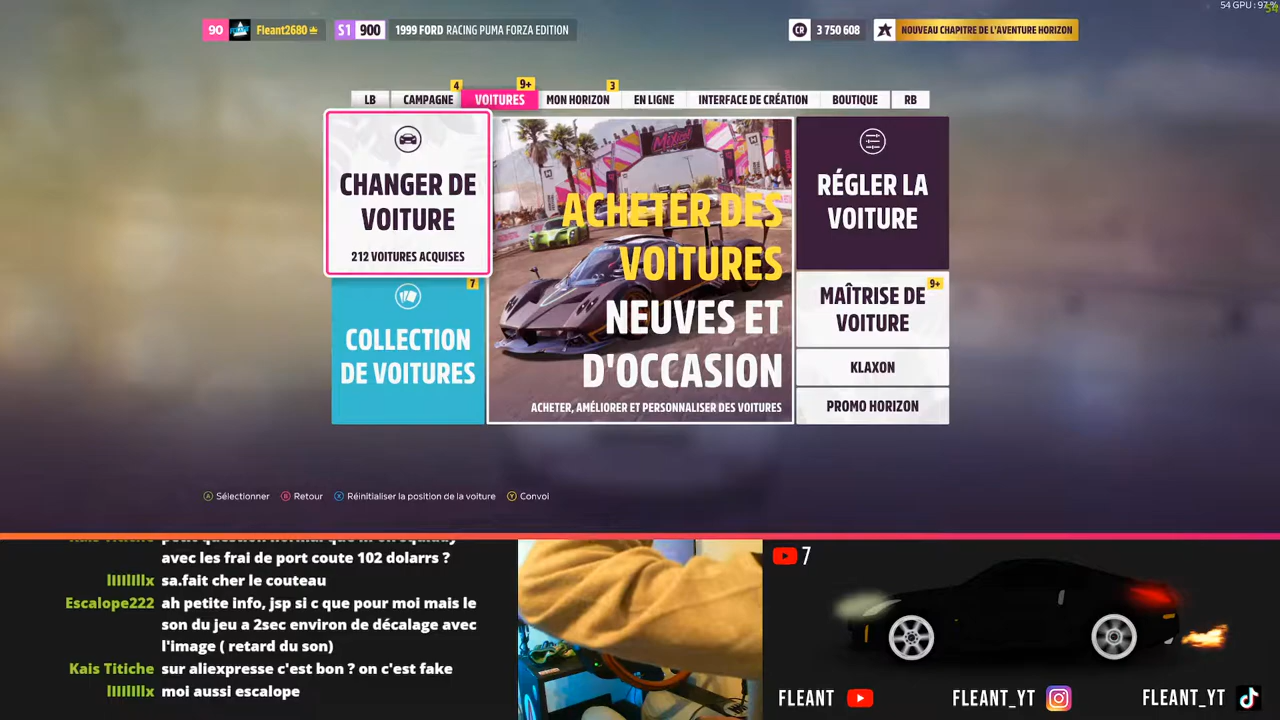 54 GPU : 97 %
90 Fleant2680 S1 900 1999 FORD RACING PUMA FORZA EDITION CR 3 750 608 NOUVEAU CHAPITRE DE L'AVENTURE HORIZON
4 9+ 3
LB CAMPAGNE VOITURES MON HORIZON EN LIGNE INTERFACE DE CRÉATION BOUTIQUE RB
CHANGER DE
VOITURE
212 VOITURES ACQUISES
7
COLLECTION
DE VOITURES
ACHETER DES
VOITURES
NEUVES ET
D'OCCASION
ACHETER, AMÉLIORER ET PERSONNALISER DES VOITURES
RÉGLER LA
VOITURE
9+
MAÎTRISE DE
VOITURE
KLAXON
PROMO HORIZON
A Sélectionner B Retour X Réinitialiser la position de la voiture Y Convoi
Kais Titiche
avec les frai de port coute 102 dolarrs ?
llllllllx sa.fait cher le couteau
Escalope222 ah petite info, jsp si c que pour moi mais le
son du jeu a 2sec environ de décalage avec
l'image ( retard du son)
Kais Titiche sur aliexpresse c'est bon ? on c'est fake
llllllllx moi aussi escalope
7
FLEANT FLEANT_YT FLEANT_YT